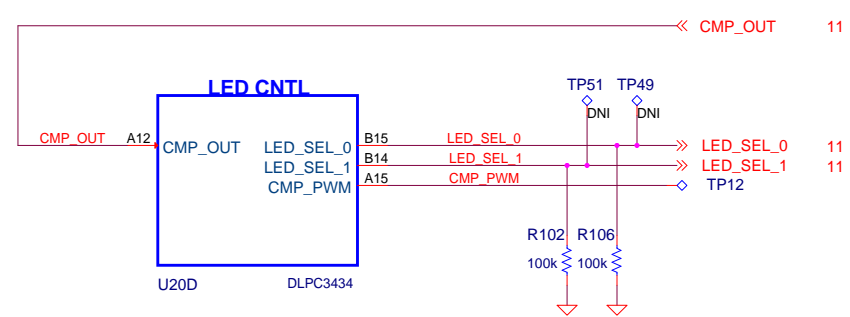 CMP_OUT 11
LED CNTL
TP51 TP49
DNI DNI
CMP_OUT A12 CMP_OUT LED_SEL_0 B15 LED_SEL_0 LED_SEL_0 11
LED_SEL_1 B14 LED_SEL_1 LED_SEL_1 11
CMP_PWM A15 CMP_PWM TP12
R102 R106
100k 100k
U20D DLPC3434